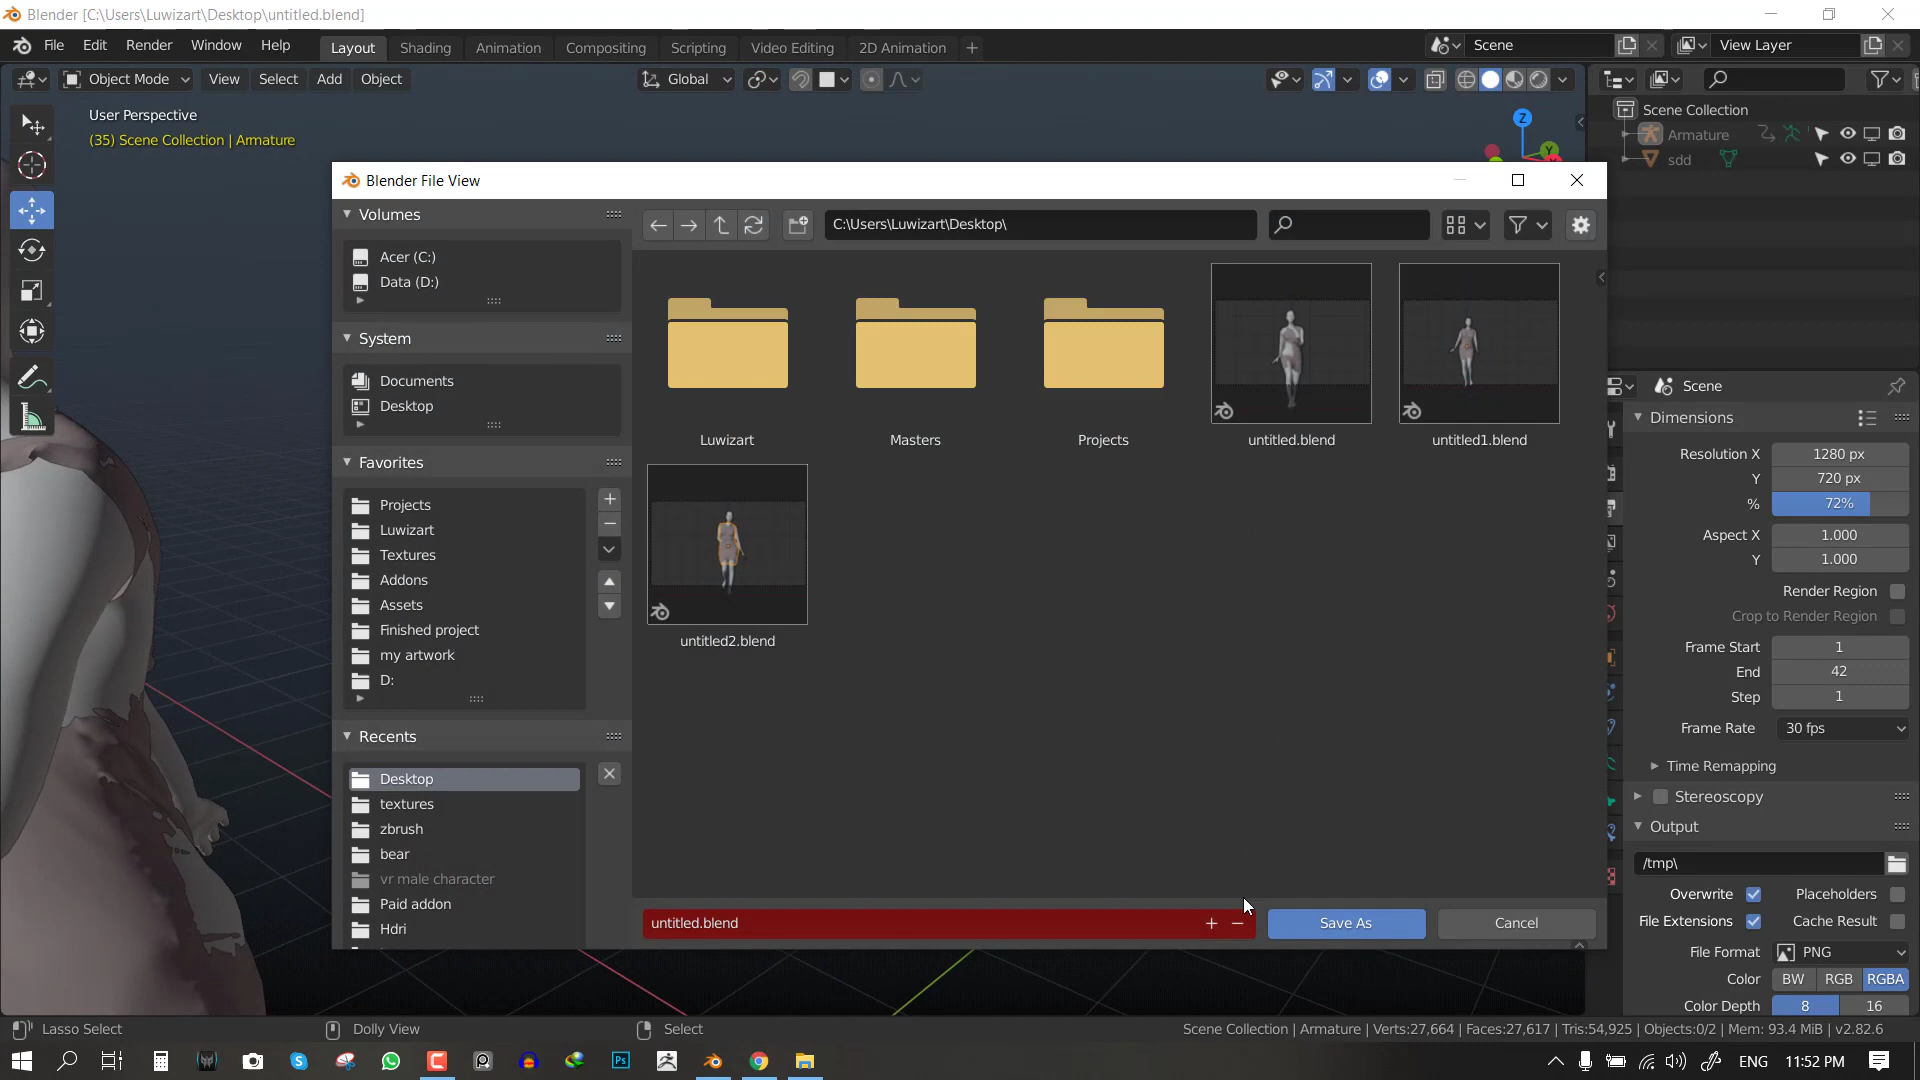 Blender [C:\Users\Luwizart\Desktop\untitled.blend]
File Edit Render Window Help Layout Shading Animation Compositing Scripting Video Editing 2D Animation + Scene View Layer
Object Mode View Select Add Object Global
User Perspective
(35) Scene Collection | Armature
Z
Y
Scene Collection
Armature
sdd
Blender File View
Volumes
Acer (C:)
Data (D:)
System
Documents
Desktop
Favorites
Projects
Luwizart
Textures
Addons
Assets
Finished project
my artwork
D:
Recents
Desktop
textures
zbrush
bear
vr male character
Paid addon
Hdri
C:\Users\Luwizart\Desktop\
Luwizart
Masters
Projects
untitled.blend
untitled1.blend
untitled2.blend
untitled.blend + −
Save As
Cancel
Scene
Dimensions
Resolution X 1280 px
Y 720 px
% 72%
Aspect X 1.000
Y 1.000
Render Region
Crop to Render Region
Frame Start 1
End 42
Step 1
Frame Rate 30 fps
Time Remapping
Stereoscopy
Output
/tmp\
Overwrite Placeholders
File Extensions Cache Result
File Format PNG
Color BW RGB RGBA
Color Depth 8 16
Lasso Select Dolly View Select Scene Collection | Armature | Verts:27,664 | Faces:27,617 | Tris:54,925 | Objects:0/2 | Mem: 93.4 MiB | v2.82.6
Ps ENG 11:52 PM